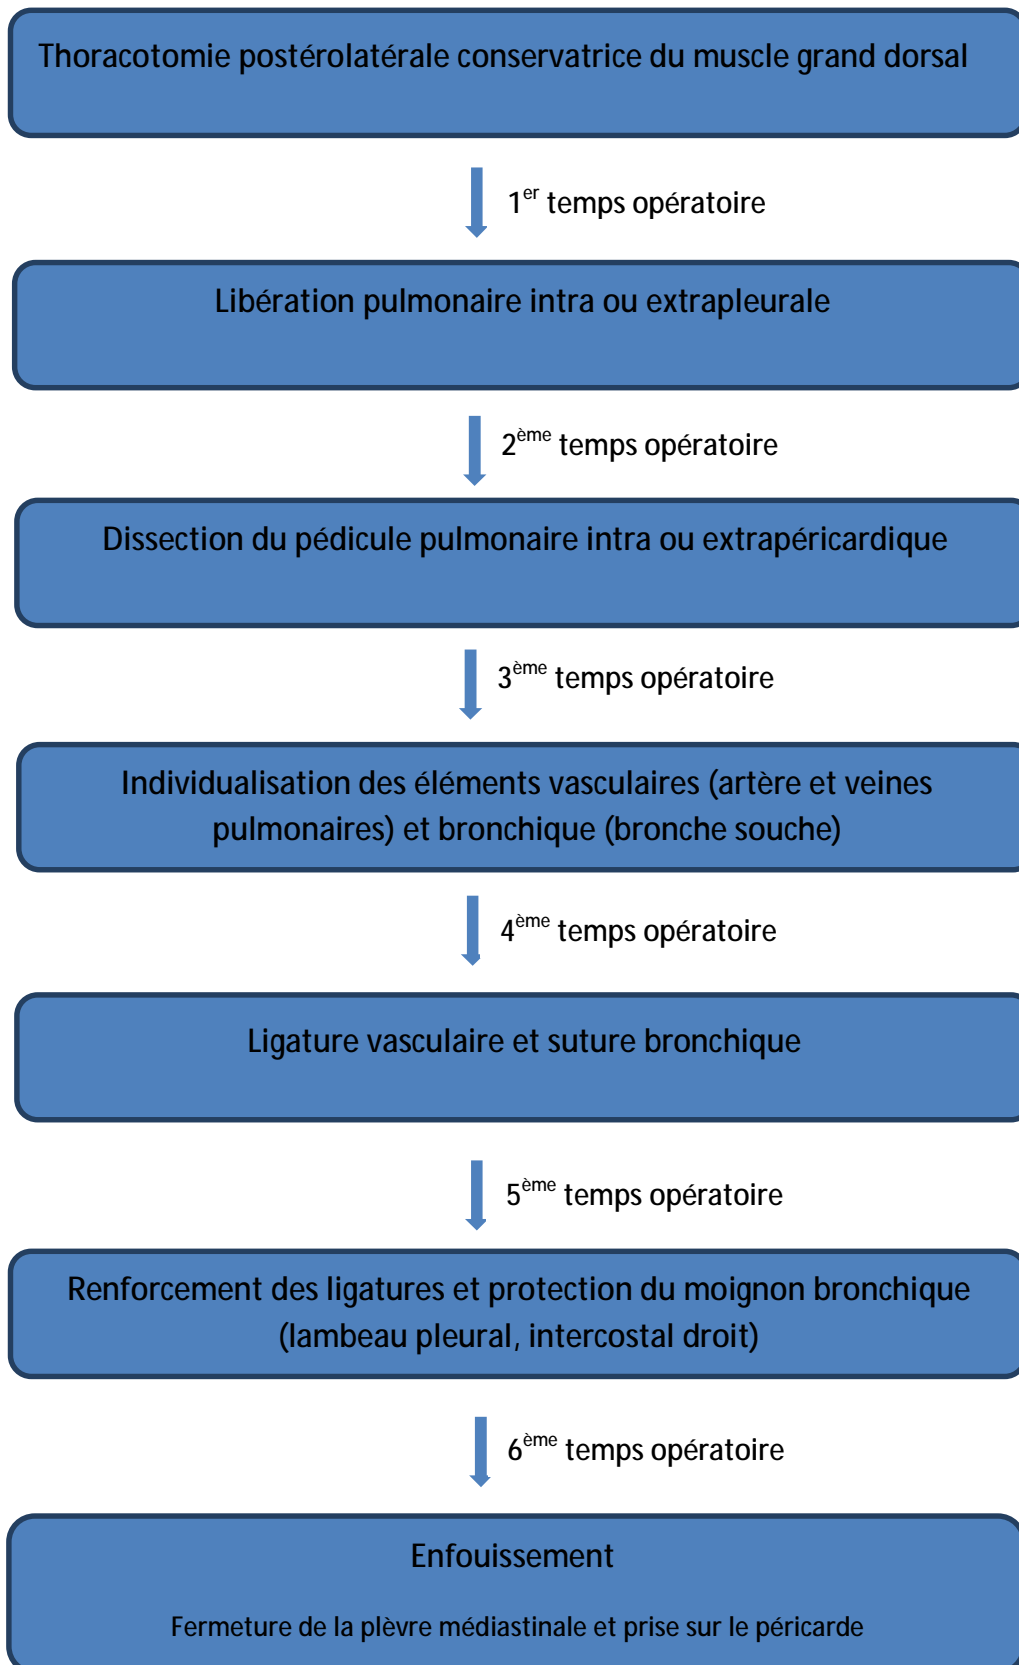 Thoracotomie postérolatérale conservatrice du muscle grand dorsal
1er temps opératoire
Libération pulmonaire intra ou extrapleurale
2ème temps opératoire
Dissection du pédicule pulmonaire intra ou extrapéricardique
3ème temps opératoire
Individualisation des éléments vasculaires (artère et veines
pulmonaires) et bronchique (bronche souche)
4ème temps opératoire
Ligature vasculaire et suture bronchique
5ème temps opératoire
Renforcement des ligatures et protection du moignon bronchique
(lambeau pleural, intercostal droit)
6ème temps opératoire
Enfouissement
Fermeture de la plèvre médiastinale et prise sur le péricarde